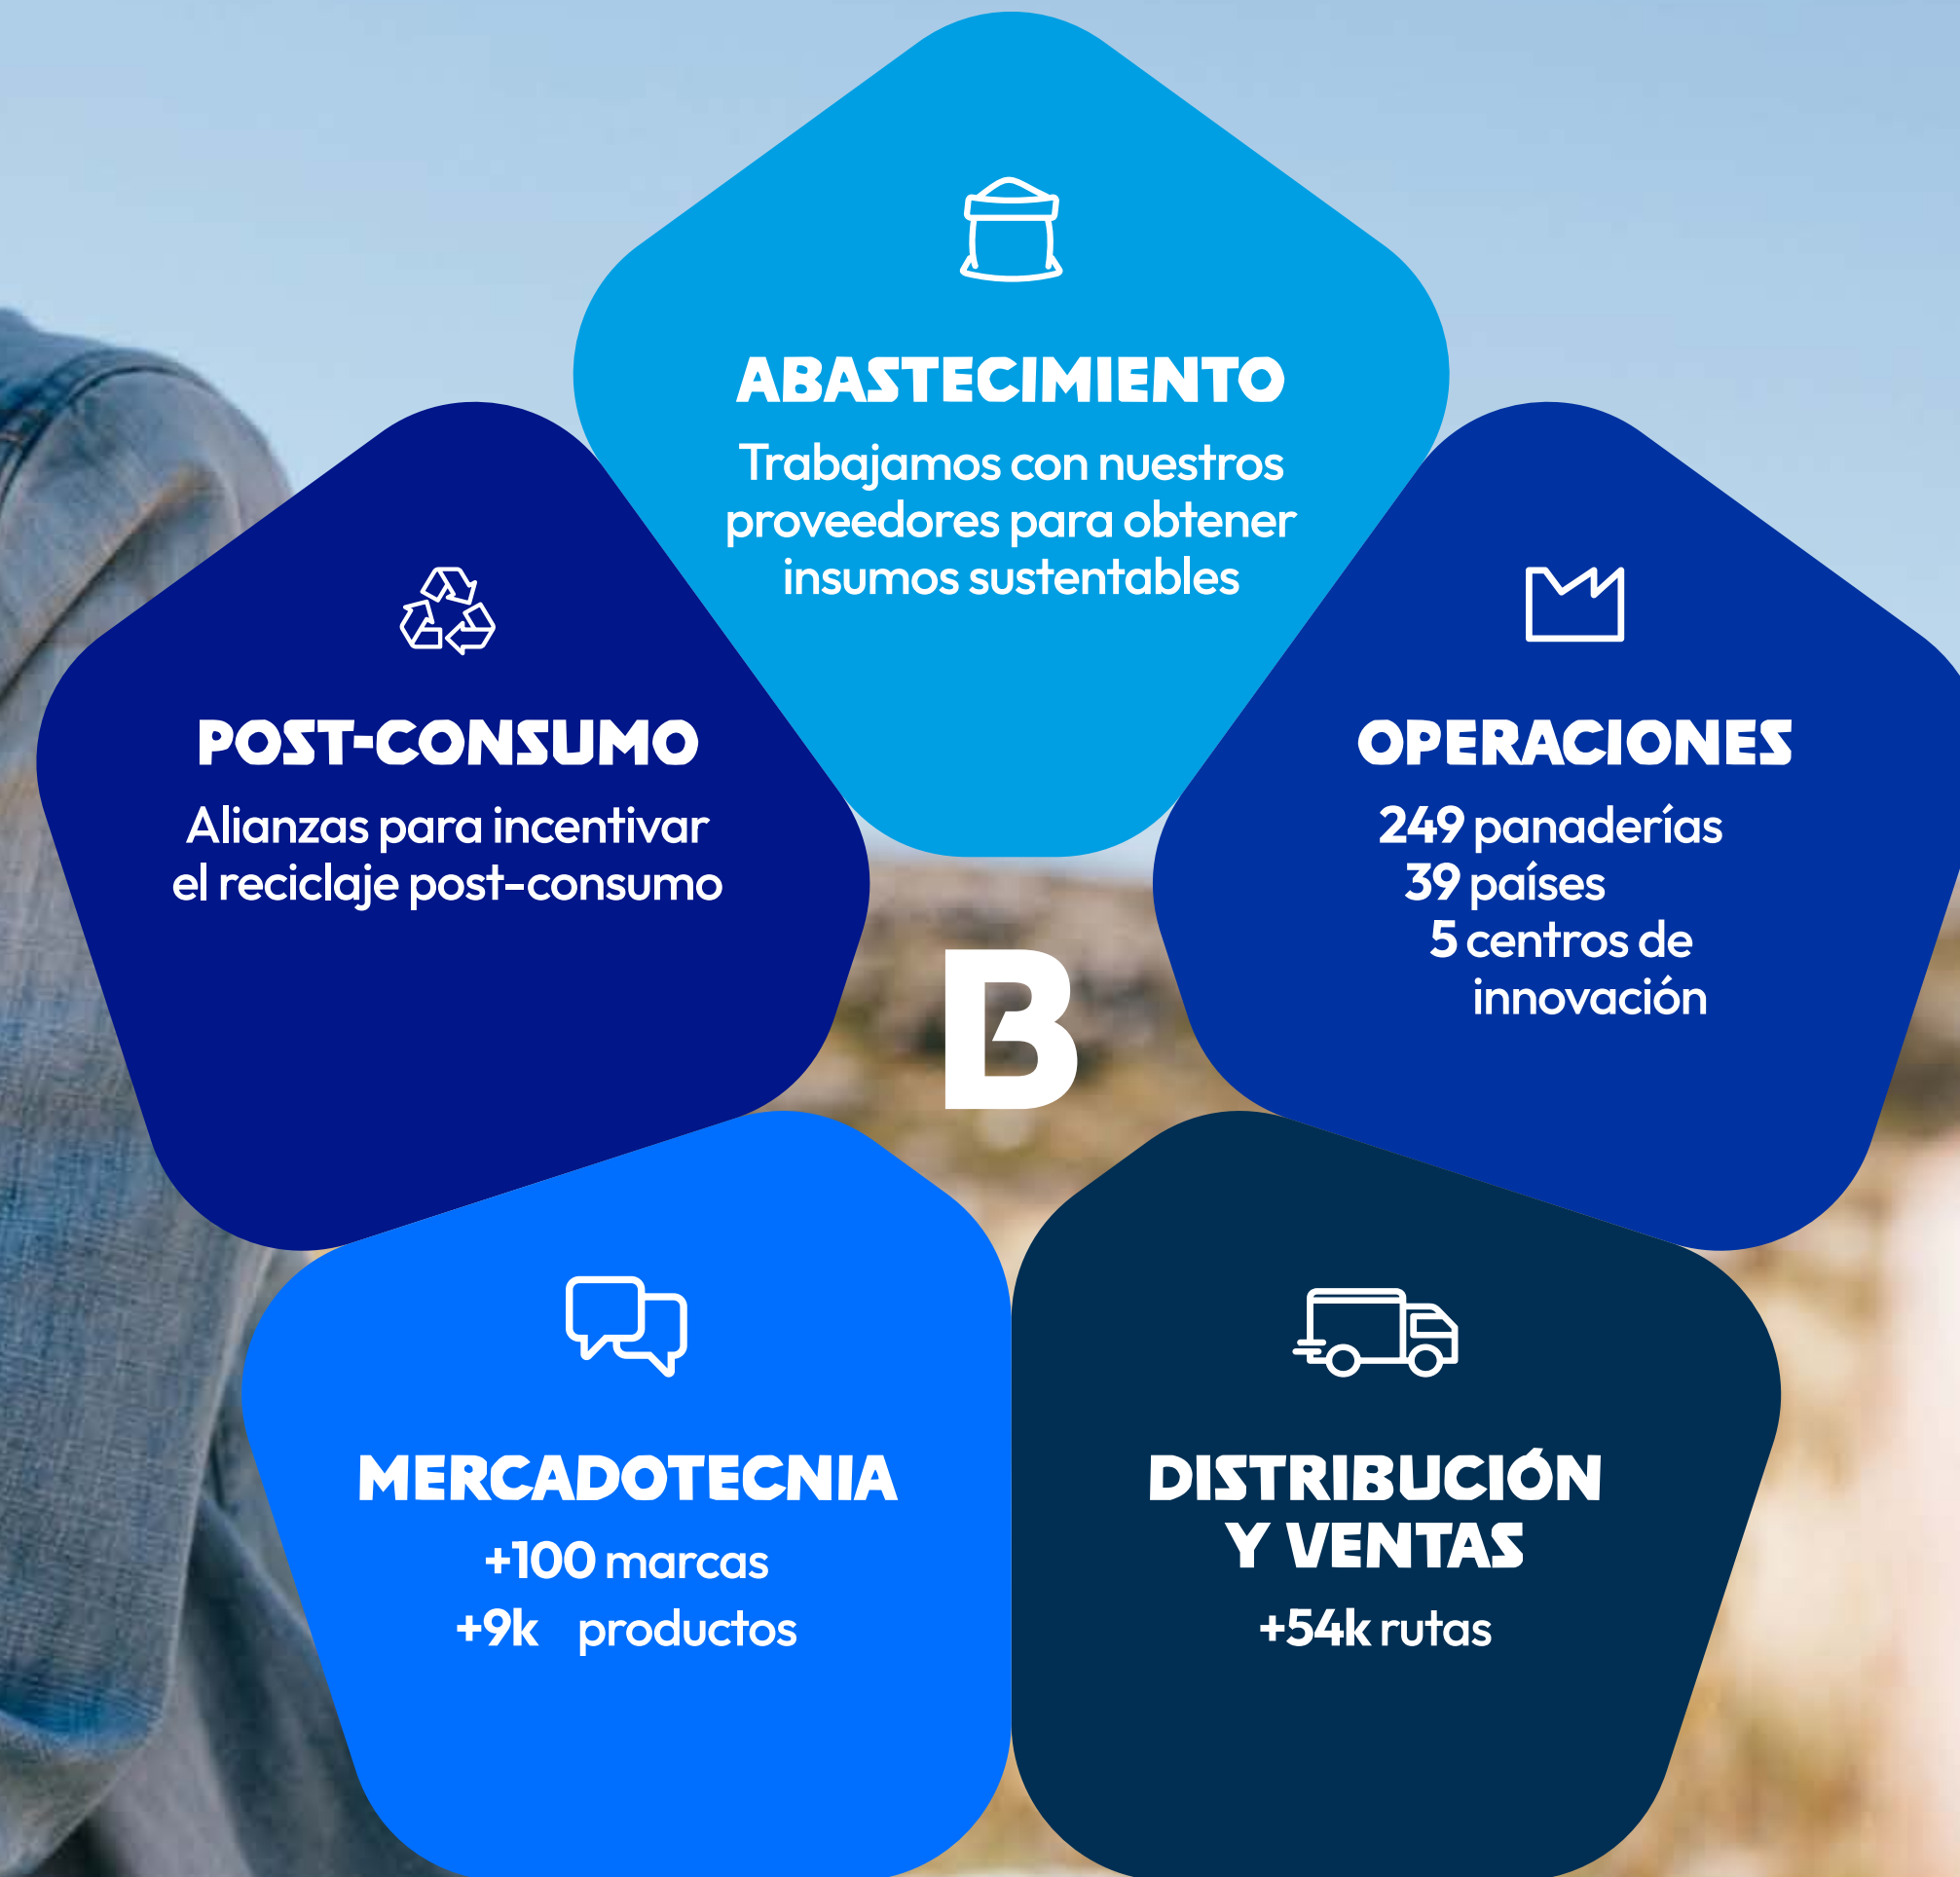 ABASTECIMIENTO
Trabajamos con nuestros
proveedores para obtener
insumos sustentables
POST-CONSUMO
Alianzas para incentivar
el reciclaje post-consumo
OPERACIONES
249 panaderías
39 países
5 centros de
innovación
B
MERCADOTECNIA
+100 marcas
+9k productos
DISTRIBUCIÓN
Y VENTAS
+54k rutas